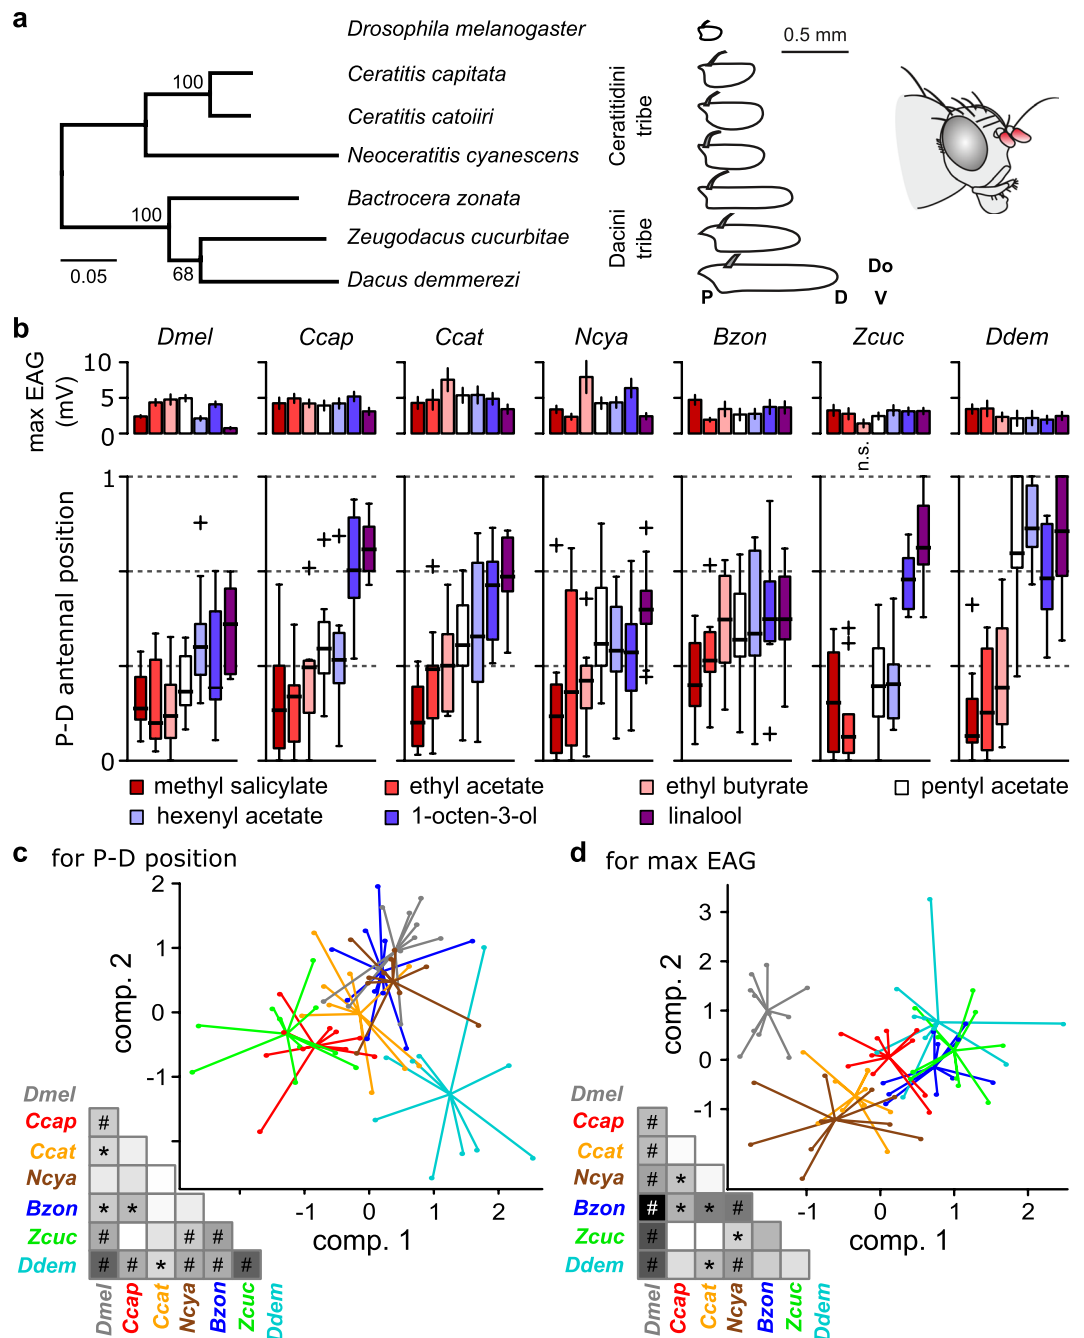 a
Drosophila melanogaster
Ceratitis capitata
Ceratitis catoiiri
Neoceratitis cyanescens
Bactrocera zonata
Zeugodacus cucurbitae
Dacus demmerezi
100
100
68
0.05
Ceratitidini tribe
Dacini tribe
0.5 mm
P
D
Do
V
b
Dmel Ccap Ccat Ncya Bzon Zcuc Ddem
max EAG (mV)
10
5
0
n.s.
P-D antennal position
1
0
methyl salicylate ethyl acetate ethyl butyrate pentyl acetate
hexenyl acetate 1-octen-3-ol linalool
c for P-D position
comp. 2
2
1
0
-1
-1 0 1 2
comp. 1
Dmel
Ccap #
Ccat *
Ncya
Bzon * *
Zcuc # # #
Ddem # # * # # #
Dmel Ccap Ccat Ncya Bzon Zcuc Ddem
d for max EAG
comp. 2
3
2
1
0
-1
-1 0 1 2
comp. 1
Dmel
Ccap #
Ccat #
Ncya # *
Bzon # * * #
Zcuc # *
Ddem # * #
Dmel Ccap Ccat Ncya Bzon Zcuc Ddem